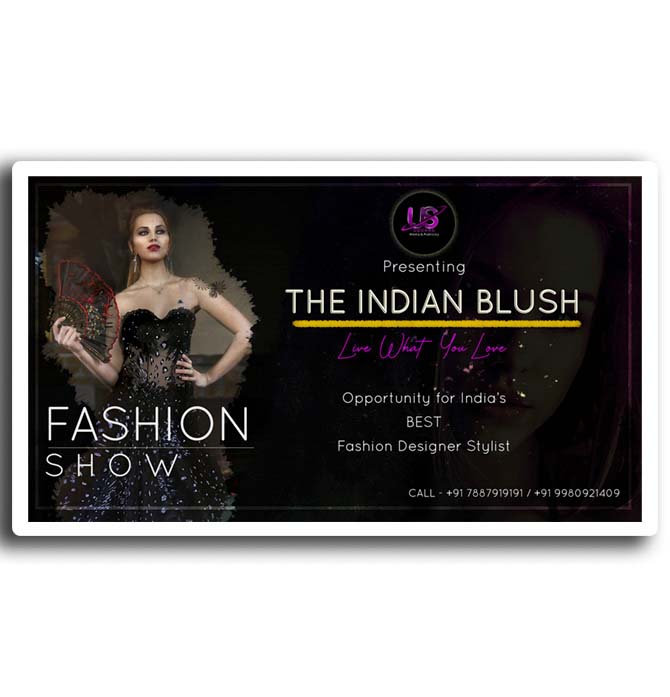 US
Presenting
THE INDIAN BLUSH
Live What You Love
Opportunity for India's
BEST
Fashion Designer Stylist
FASHION
SHOW
CALL - +91 7887919191 / +91 9980921409